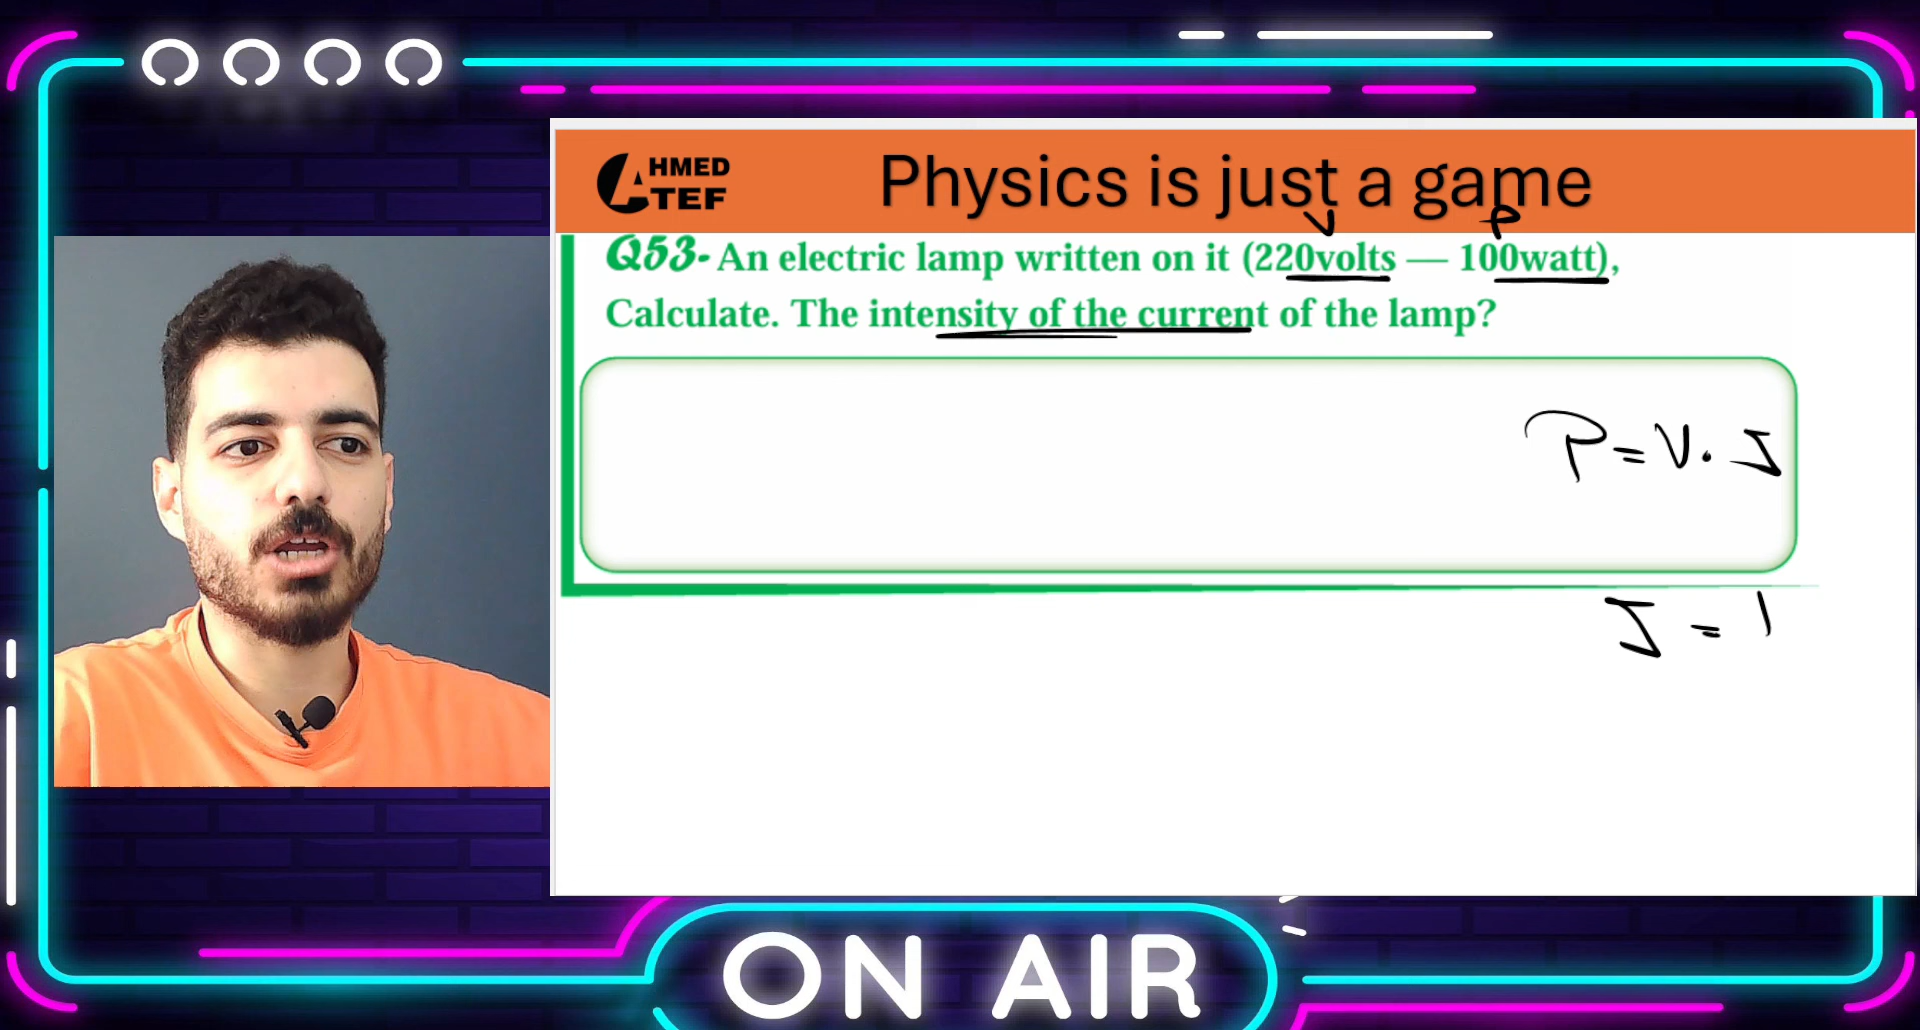 AHMED
ATEF
Physics is just a game
V P
Q53- An electric lamp written on it (220volts — 100watt),
Calculate. The intensity of the current of the lamp?
P = V . I
I = 1
ON AIR